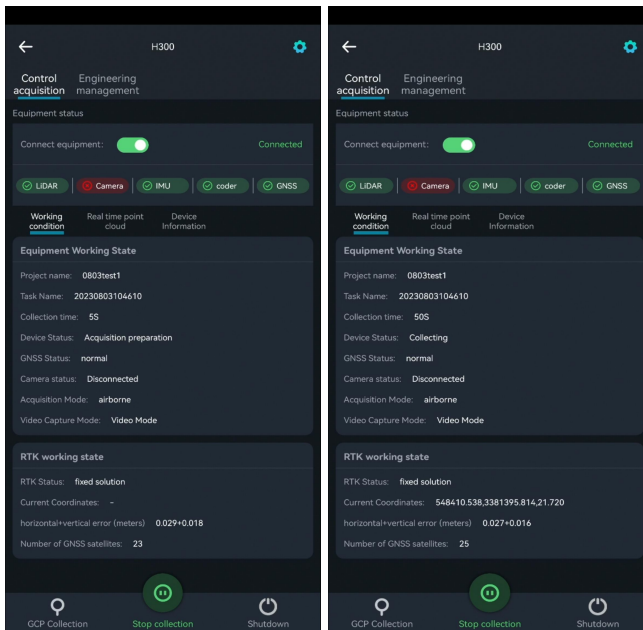 H300
Control acquisition
Engineering management
Equipment status
Connect equipment:
Connected
LiDAR
Camera
IMU
coder
GNSS
Working condition
Real time point cloud
Device Information
Equipment Working State
Project name: 0803test1
Task Name: 20230803104610
Collection time: 5S
Device Status: Acquisition preparation
GNSS Status: normal
Camera status: Disconnected
Acquisition Mode: airborne
Video Capture Mode: Video Mode
RTK working state
RTK Status: fixed solution
Current Coordinates: -
horizontal+vertical error (meters) 0.029+0.018
Number of GNSS satellites: 23
GCP Collection
Stop collection
Shutdown
H300
Control acquisition
Engineering management
Equipment status
Connect equipment:
Connected
LiDAR
Camera
IMU
coder
GNSS
Working condition
Real time point cloud
Device Information
Equipment Working State
Project name: 0803test1
Task Name: 20230803104610
Collection time: 50S
Device Status: Collecting
GNSS Status: normal
Camera status: Disconnected
Acquisition Mode: airborne
Video Capture Mode: Video Mode
RTK working state
RTK Status: fixed solution
Current Coordinates: 548410.538,3381395.814,21.720
horizontal+vertical error (meters) 0.027+0.016
Number of GNSS satellites: 25
GCP Collection
Stop collection
Shutdown